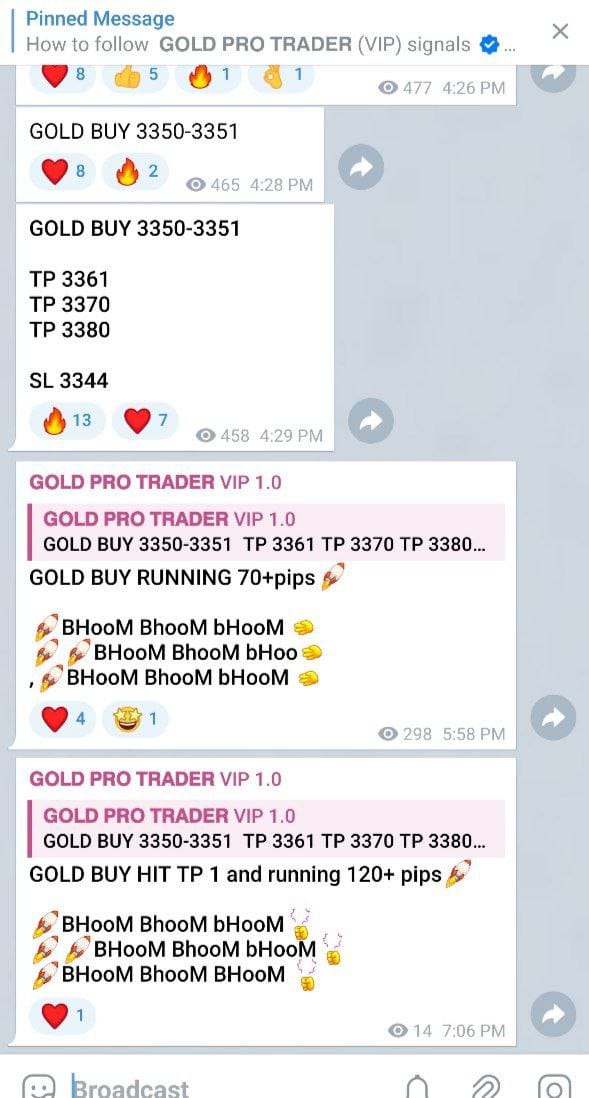 Pinned Message
How to follow GOLD PRO TRADER (VIP) signals ...
8 5 1 1 477 4:26 PM
GOLD BUY 3350-3351
8 2 465 4:28 PM
GOLD BUY 3350-3351
TP 3361
TP 3370
TP 3380
SL 3344
13 7 458 4:29 PM
GOLD PRO TRADER VIP 1.0
GOLD PRO TRADER VIP 1.0
GOLD BUY 3350-3351 TP 3361 TP 3370 TP 3380...
GOLD BUY RUNNING 70+pips 🚀
🚀BHooM BhooM bHooM
🚀 🚀BHooM BhooM bHoo
, 🚀BHooM BhooM bHooM
4 1 298 5:58 PM
GOLD PRO TRADER VIP 1.0
GOLD PRO TRADER VIP 1.0
GOLD BUY 3350-3351 TP 3361 TP 3370 TP 3380...
GOLD BUY HIT TP 1 and running 120+ pips 🚀
🚀BHooM BhooM bHooM
🚀 🚀BHooM BhooM bHooM
🚀BHooM BhooM BHooM
1 14 7:06 PM
Broadcast